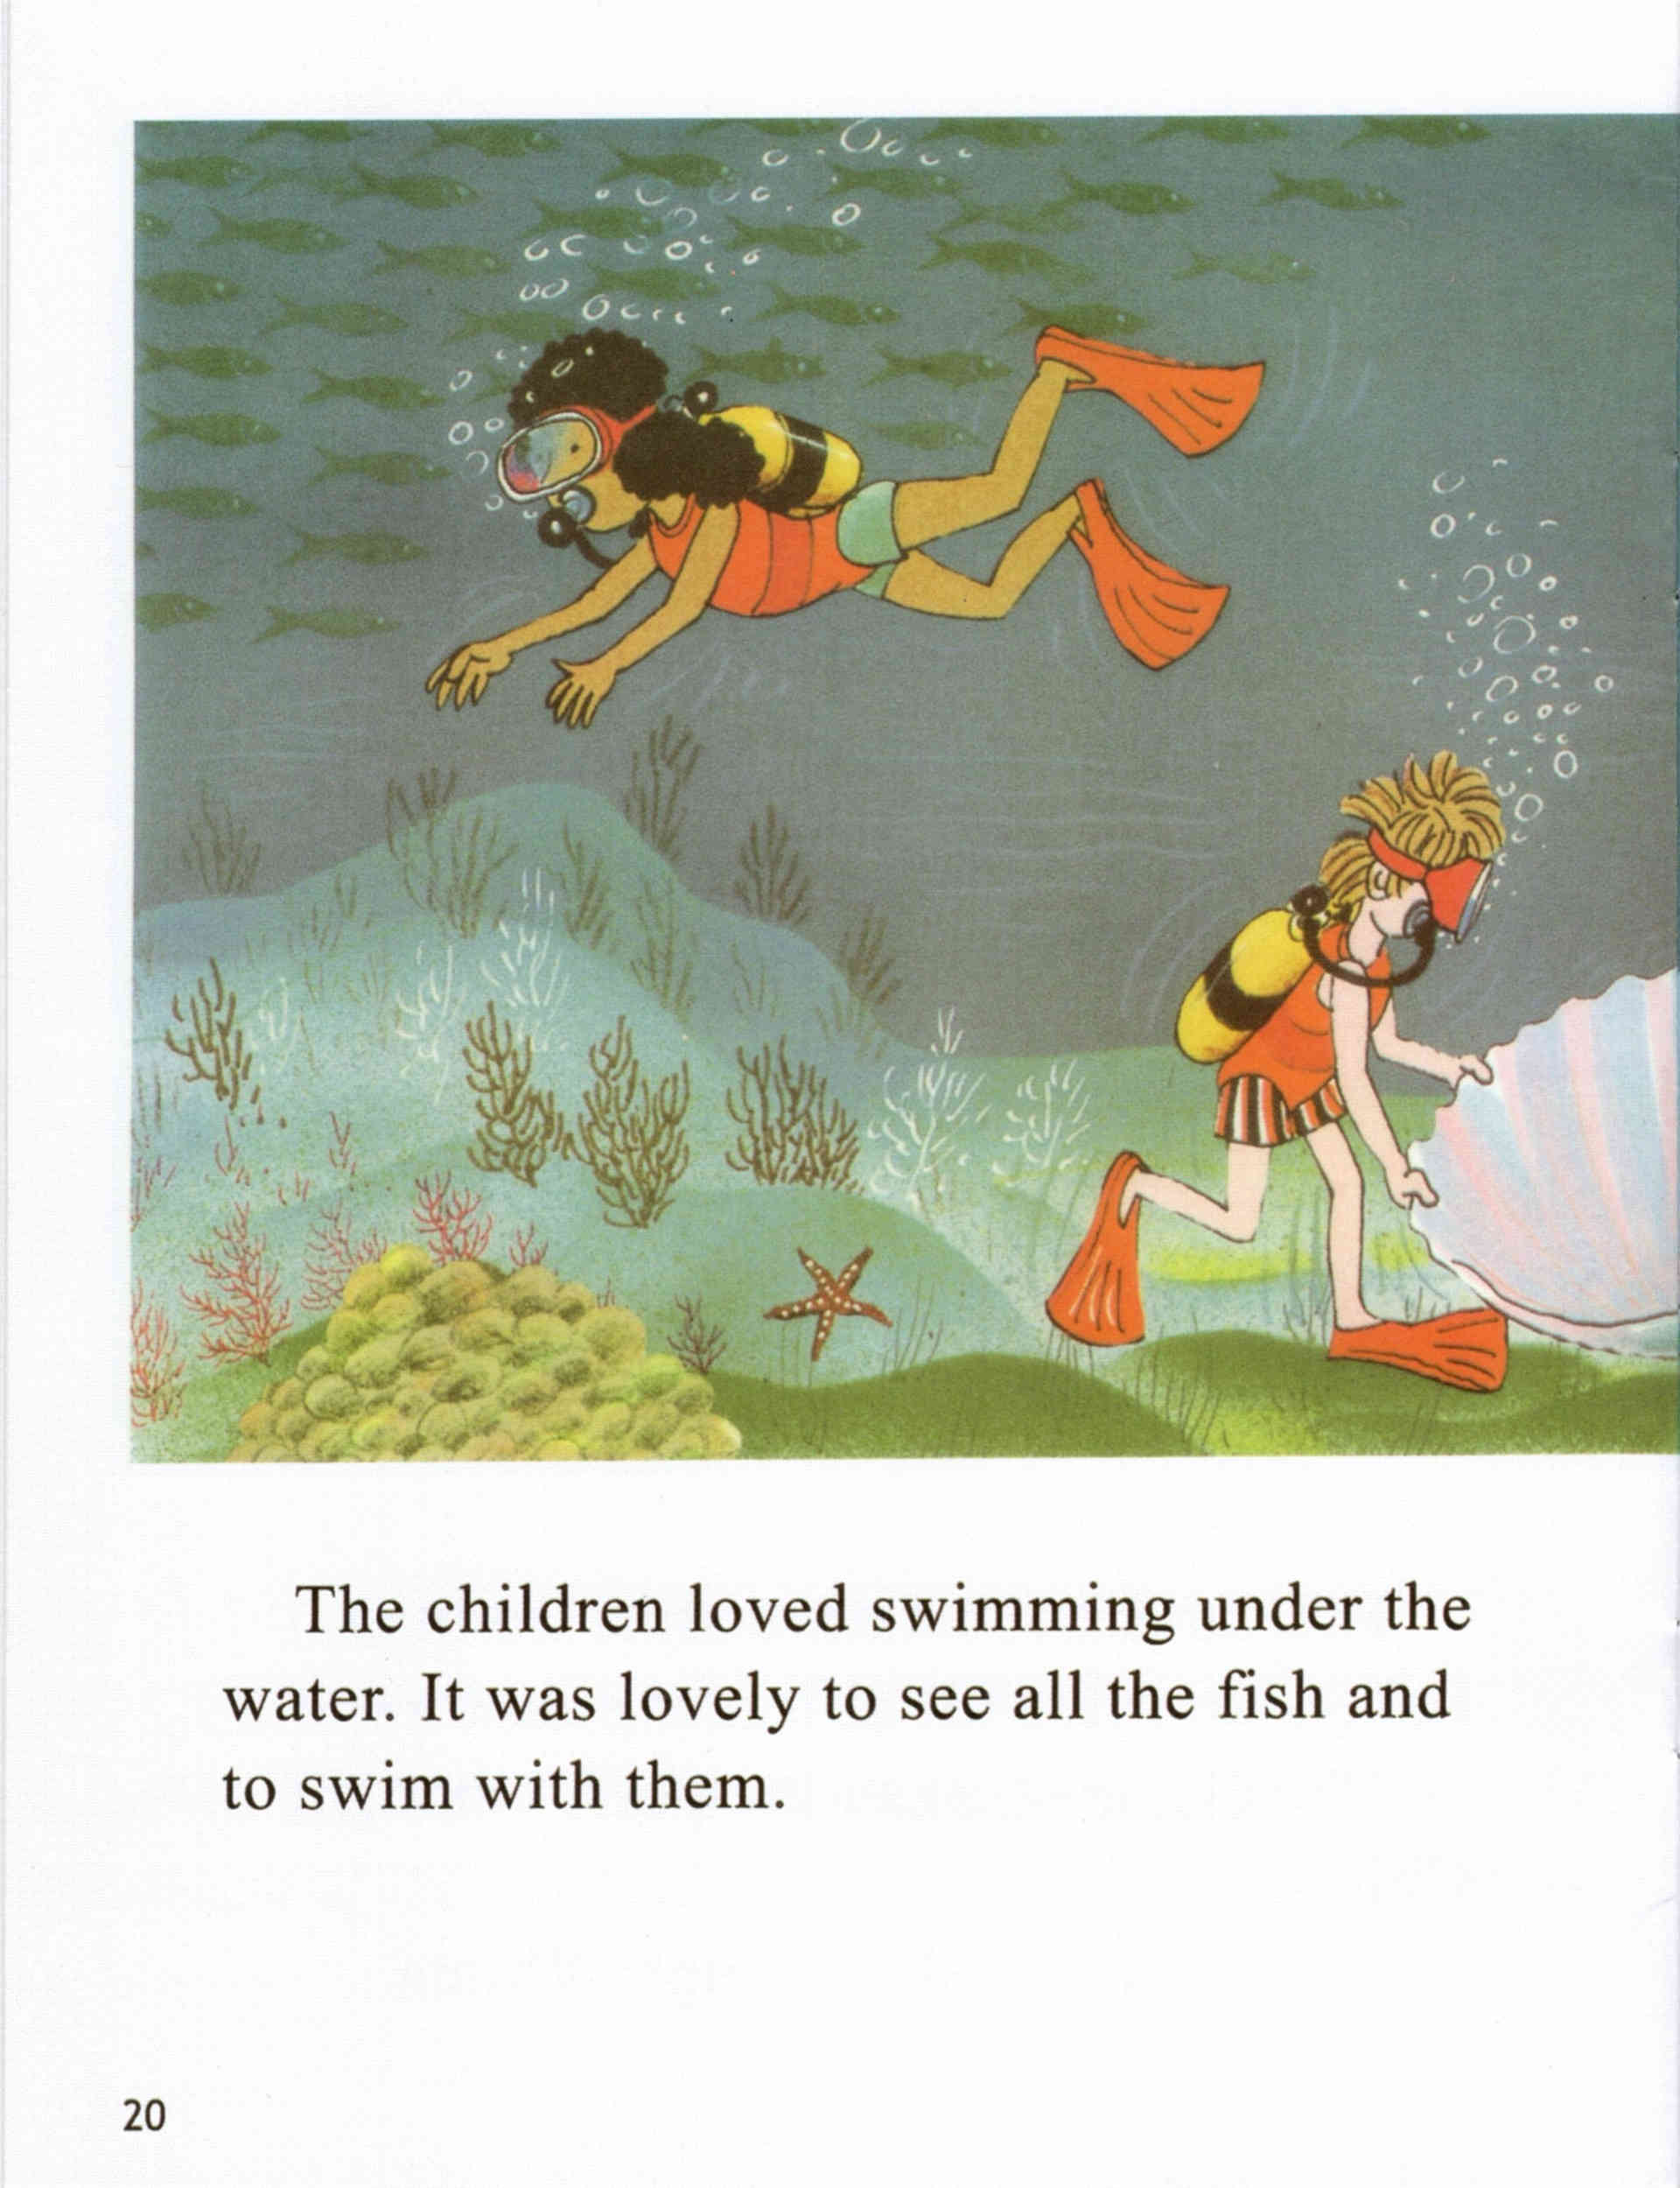 The children loved swimming under the
water. It was lovely to see all the fish and
to swim with them.
20